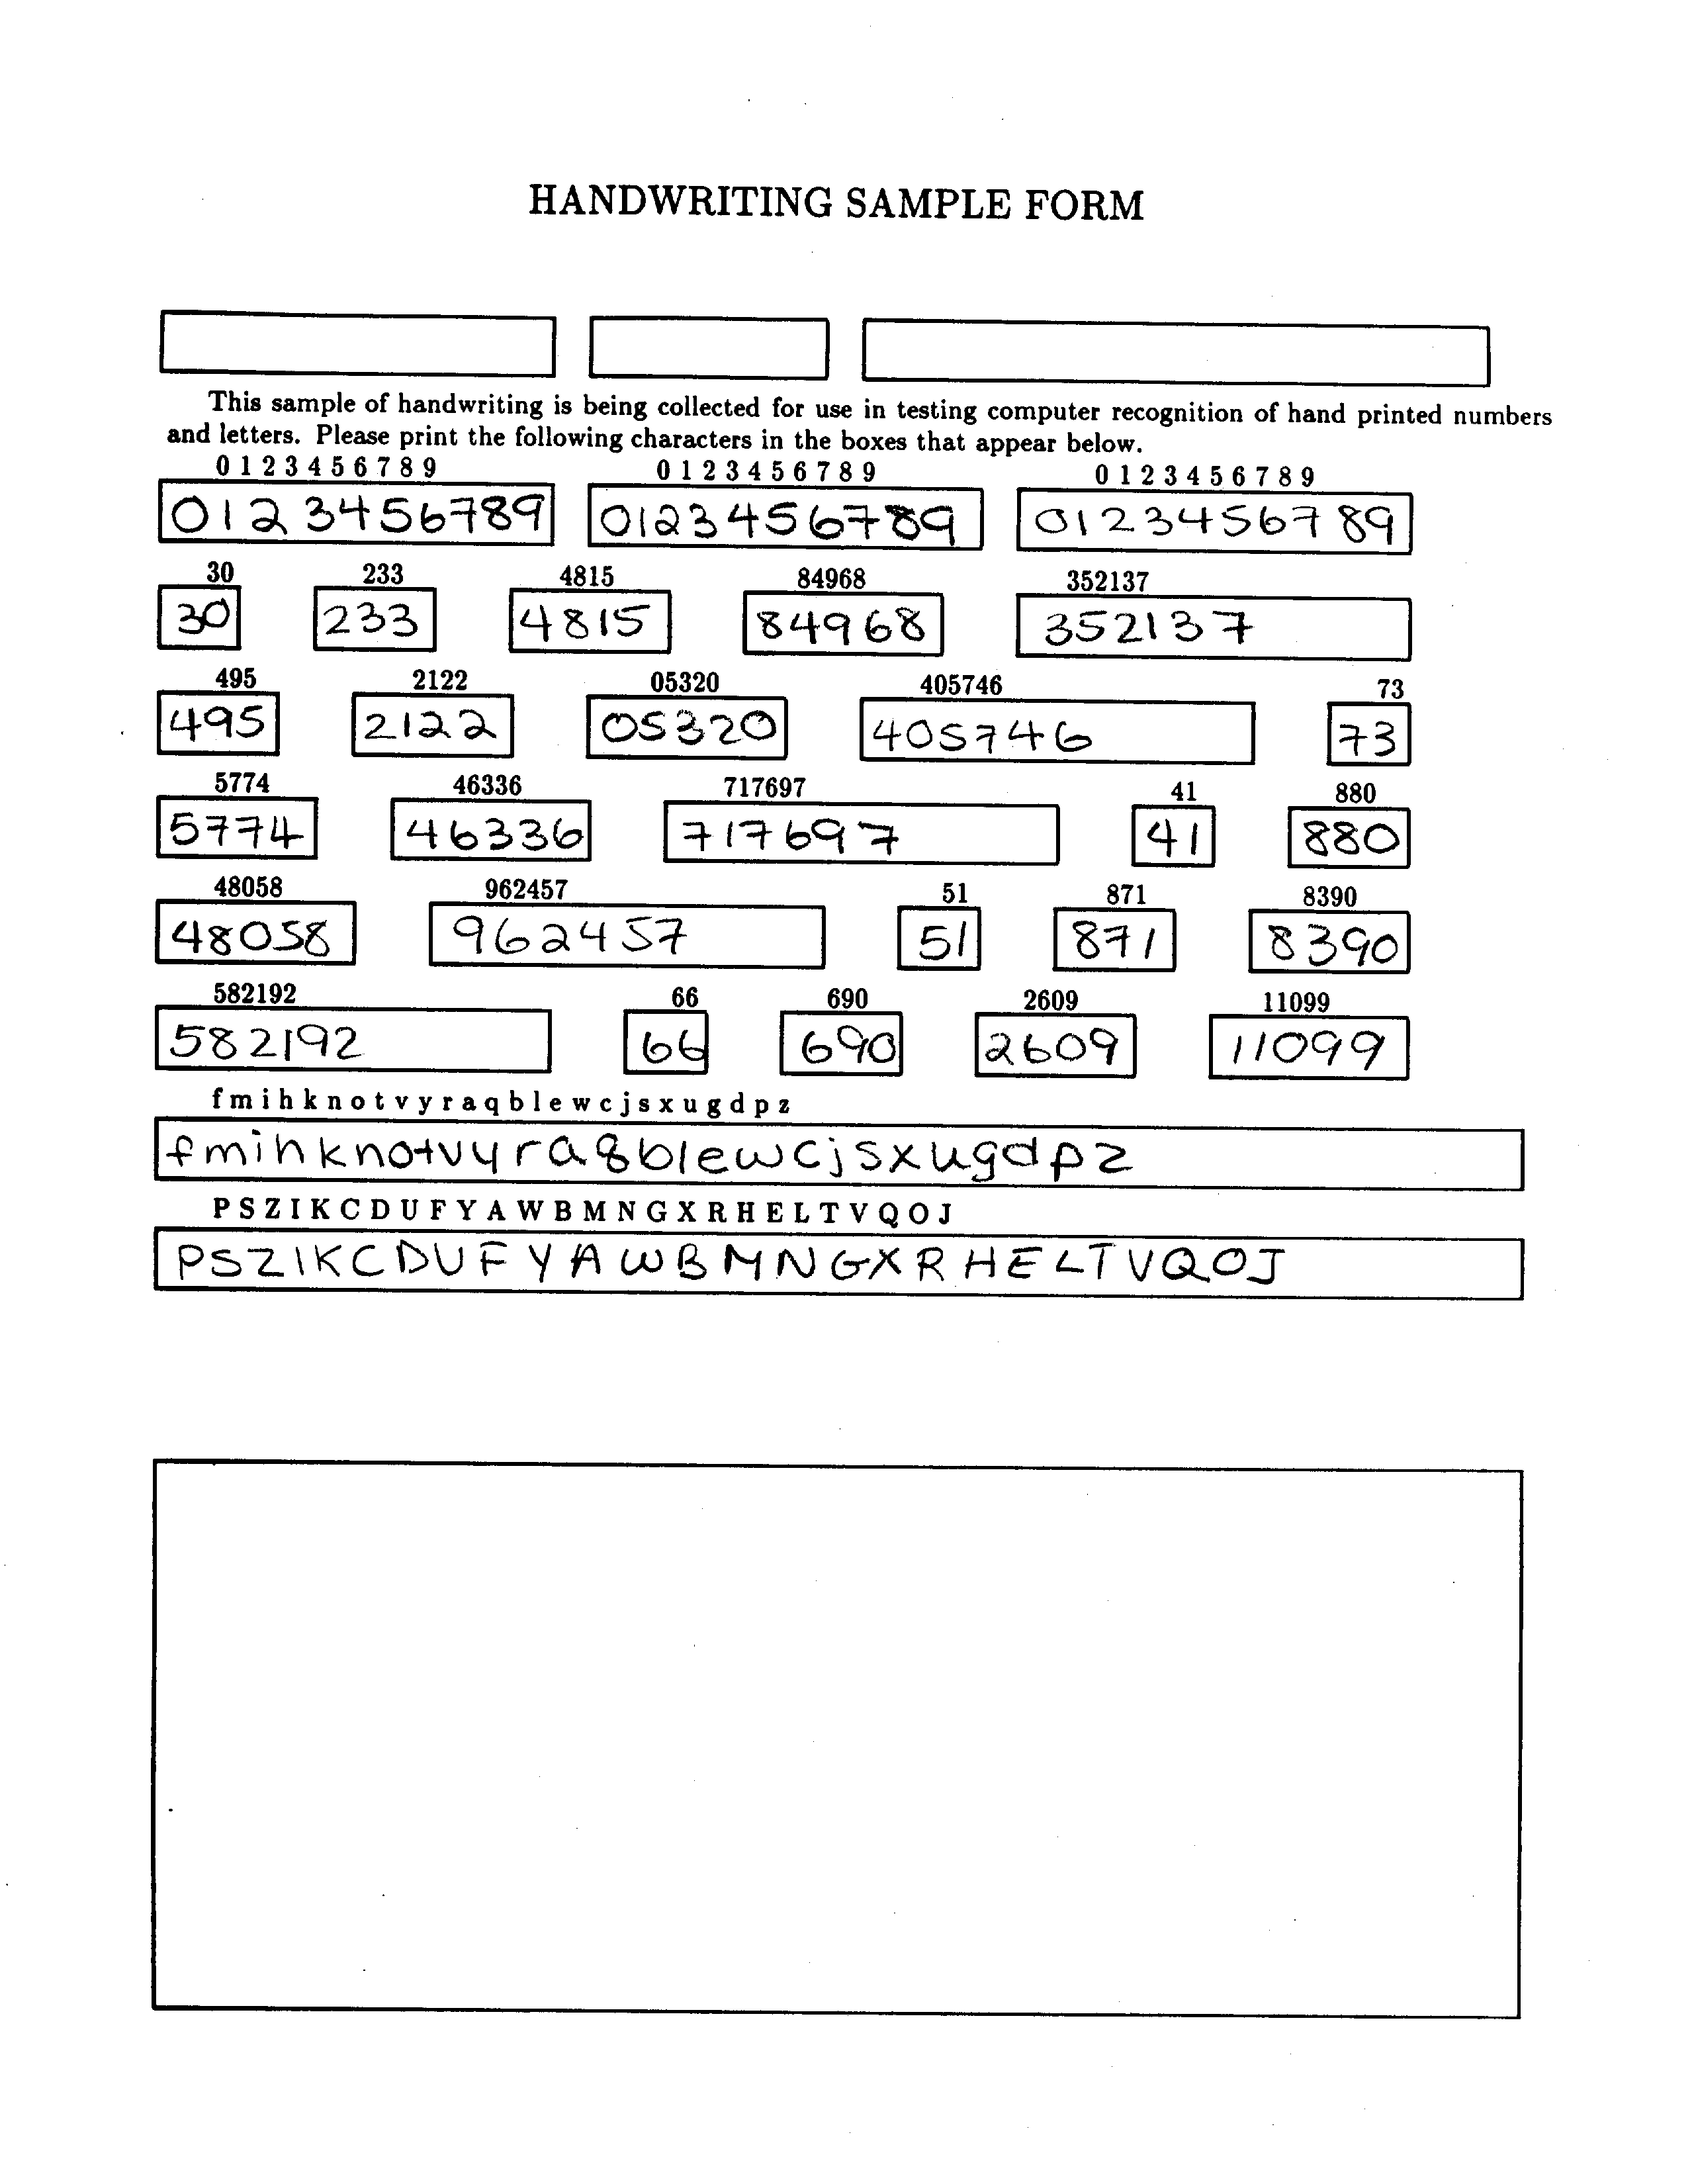 HANDWRITING SAMPLE FORM
This sample of handwriting is being collected for use in testing computer recognition of hand printed numbers
and letters. Please print the following characters in the boxes that appear below.
0 1 2 3 4 5 6 7 8 9 0 1 2 3 4 5 6 7 8 9 0 1 2 3 4 5 6 7 8 9
0123456789 0123456789 0123456789
30 233 4815 84968 352137
30 233 4815 84968 352137
495 2122 05320 405746 73
495 2122 05320 405746 73
5774 46336 717697 41 880
5774 46336 717697 41 880
48058 962457 51 871 8390
48058 962457 51 871 8390
582192 66 690 2609 11099
582192 66 690 2609 11099
f m i h k n o t v y r a q b l e w c j s x u g d p z
fmihknotvyraqblewcjsxugdpz
P S Z I K C D U F Y A W B M N G X R H E L T V Q O J
PSZIKCDUFYAWBMNGXRHELTVQOJ